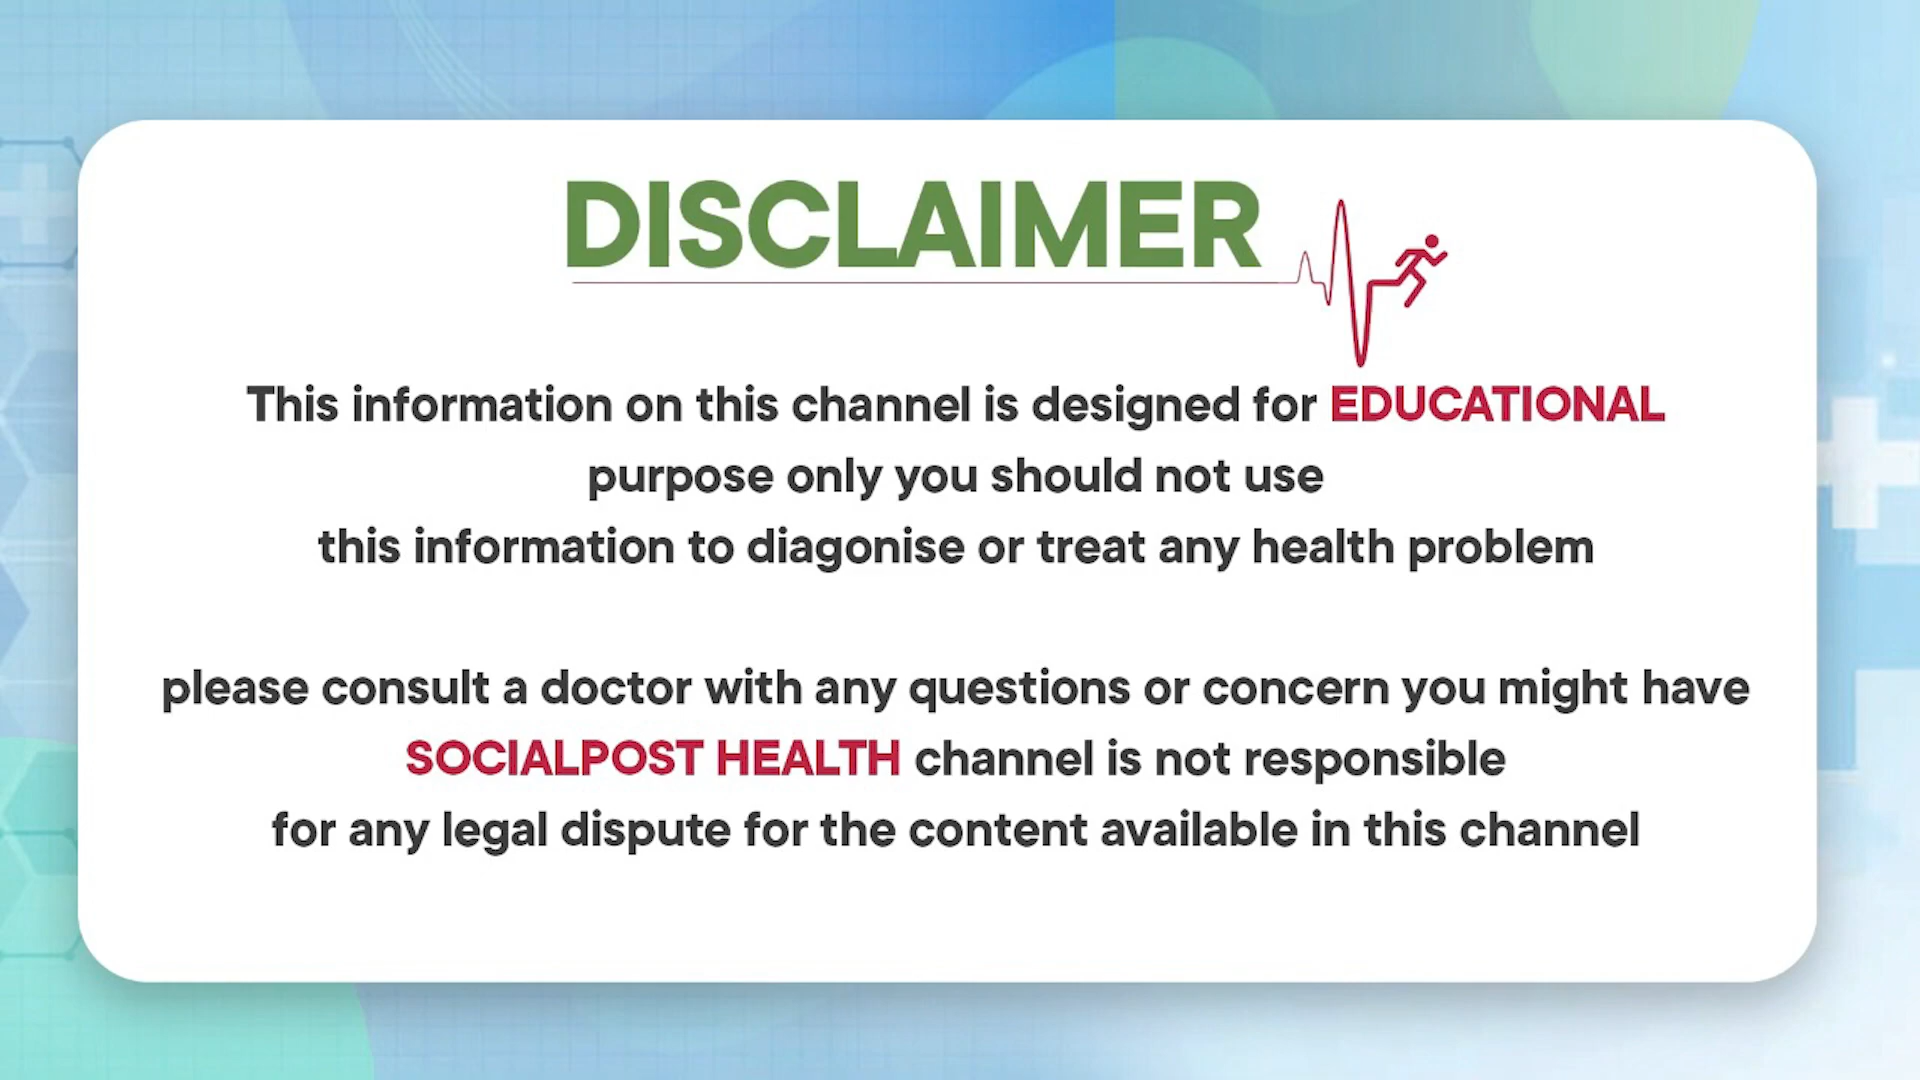 DISCLAIMER
This information on this channel is designed for EDUCATIONAL
purpose only you should not use
this information to diagonise or treat any health problem
please consult a doctor with any questions or concern you might have
SOCIALPOST HEALTH channel is not responsible
for any legal dispute for the content available in this channel